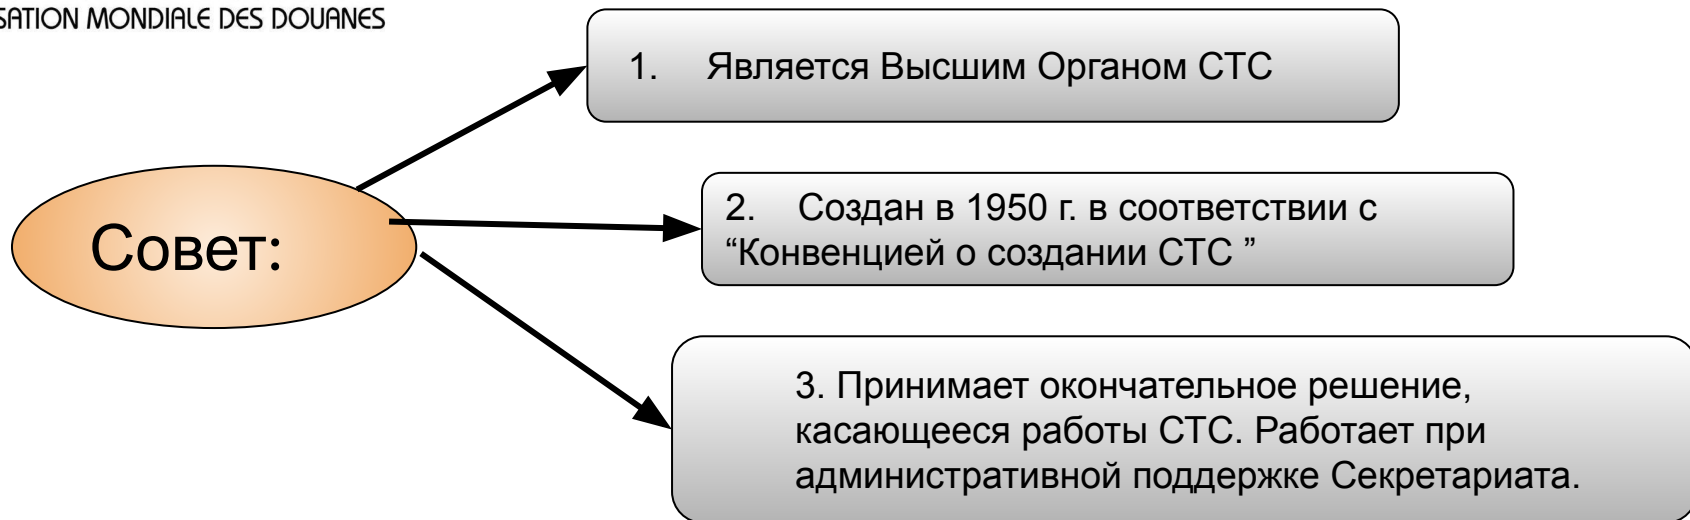 SATION MONDIALE DES DOUANES
1. Является Высшим Органом СТС
Совет:
2. Создан в 1950 г. в соответствии с
“Конвенцией о создании СТС ”
3. Принимает окончательное решение,
касающееся работы СТС. Работает при
административной поддержке Секретариата.